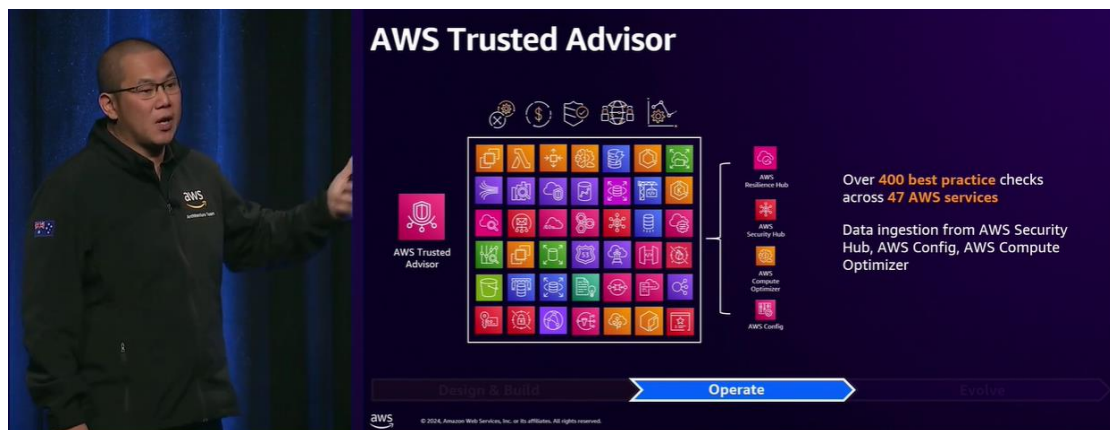 AWS Trusted Advisor
aws
AWS Trusted
Advisor
AWS
Resilience Hub
AWS
Security Hub
AWS
Compute
Optimizer
AWS Config
Over 400 best practice checks
across 47 AWS services
Data ingestion from AWS Security
Hub, AWS Config, AWS Compute
Optimizer
Design & Build
Operate
Evolve
aws
© 2024, Amazon Web Services, Inc. or its affiliates. All rights reserved.